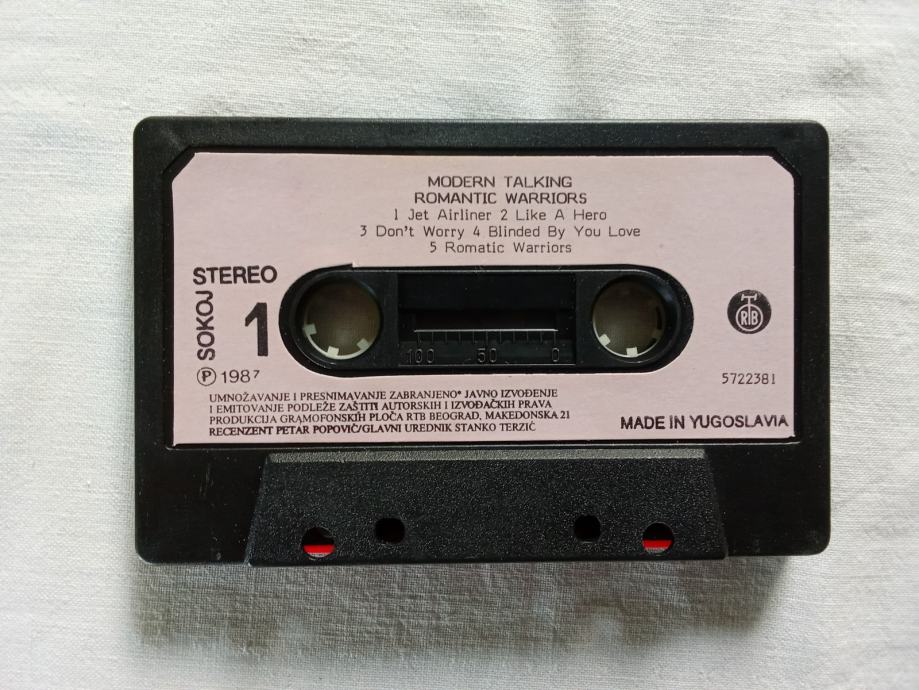 MODERN TALKING
ROMANTIC WARRIORS
1 Jet Airliner 2 Like A Hero
3 Don't Worry 4 Blinded By You Love
5 Romatic Warriors
STEREO
SOKOJ
1
100 50 0
RTB
Ⓟ 1987
5722381
UMNOŽAVANJE I PRESNIMAVANJE ZABRANJENO* JAVNO IZVOĐENJE
I EMITOVANJE PODLEŽE ZAŠTITI AUTORSKIH I IZVOĐAČKIH PRAVA
PRODUKCIJA GRAMOFONSKIH PLOČA RTB BEOGRAD, MAKEDONSKA 21
RECENZENT PETAR POPOVIĆ/GLAVNI UREDNIK STANKO TERZIĆ
MADE IN YUGOSLAVIA